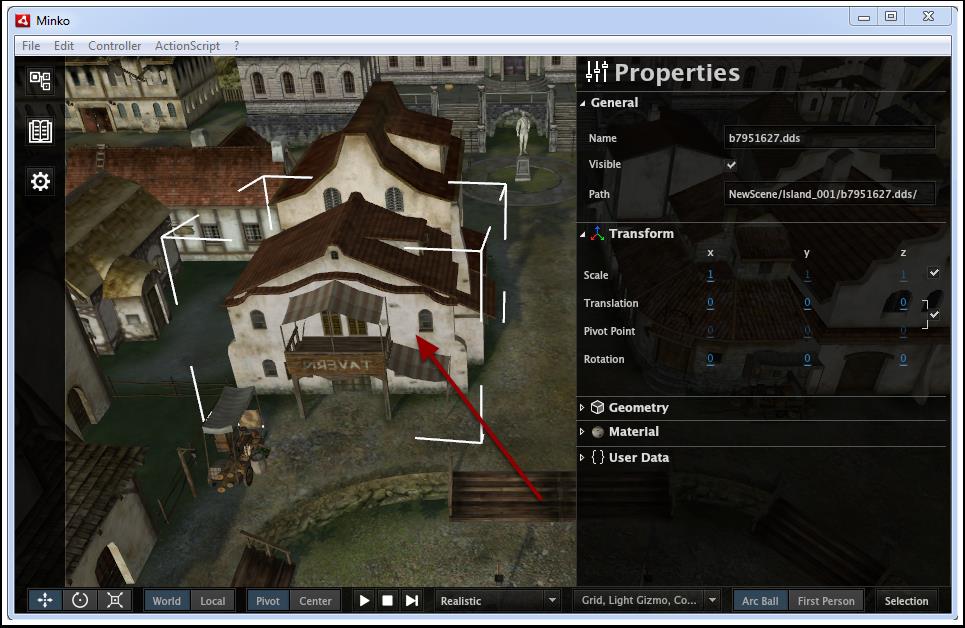 Minko
File Edit Controller ActionScript ?
Properties
General
Name b7951627.dds
Visible
Path NewScene/Island_001/b7951627.dds/
Transform
x y z
Scale 1 1 1
Translation 0 0 0
Pivot Point 0 0 0
Rotation 0 0 0
Geometry
Material
{ } User Data
TAVERN
World Local Pivot Center Realistic Grid, Light Gizmo, Co... Arc Ball First Person Selection